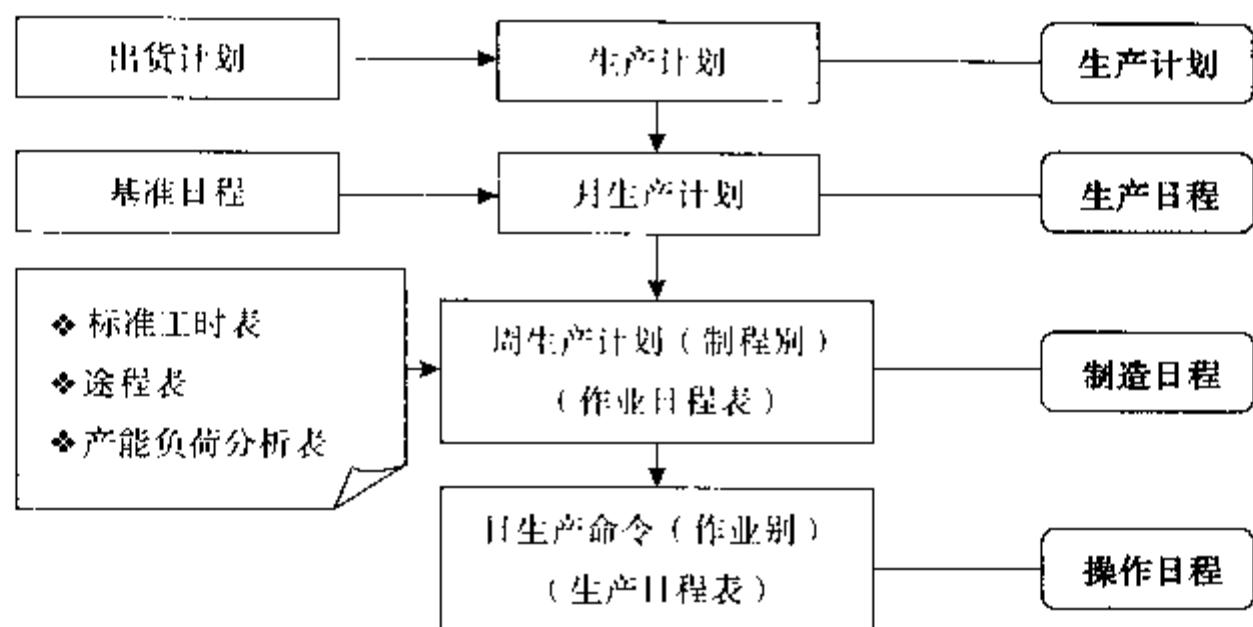 出货计划
生产计划
生产计划
基准日程
月生产计划
生产日程
❖标准工时表
❖途程表
❖产能负荷分析表
周生产计划(制程别)
(作业日程表)
制造日程
日生产命令(作业别)
(生产日程表)
操作日程